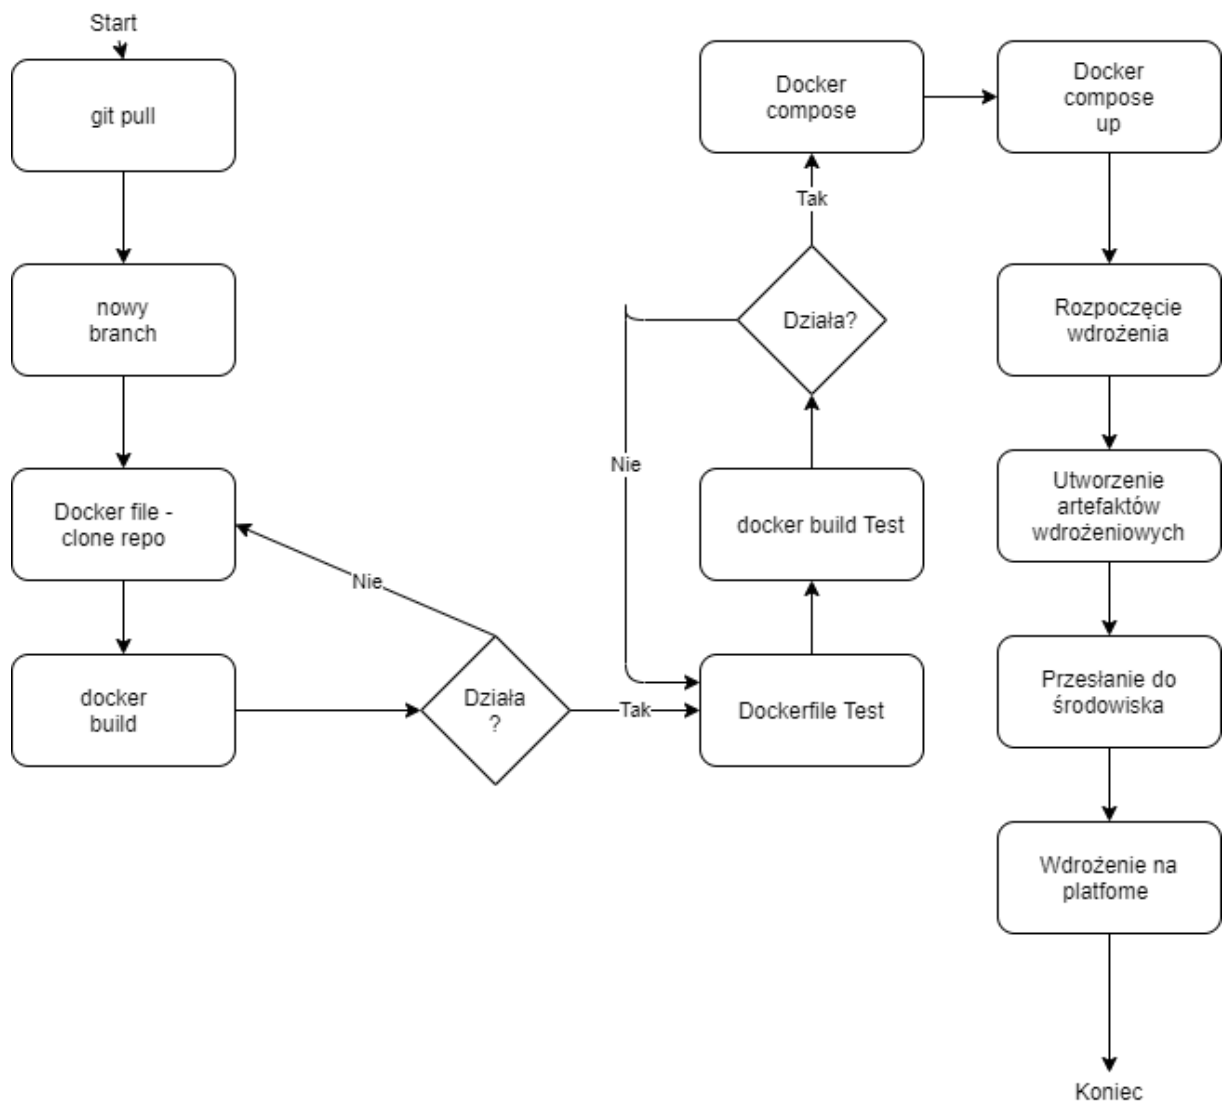 Start
git pull
nowy
branch
Docker file -
clone repo
Nie
docker
build
Działa
?
Tak
Dockerfile Test
docker build Test
Nie
Działa?
Tak
Docker
compose
Docker
compose
up
Rozpoczęcie
wdrożenia
Utworzenie
artefaktów
wdrożeniowych
Przesłanie do
środowiska
Wdrożenie na
platfome
Koniec